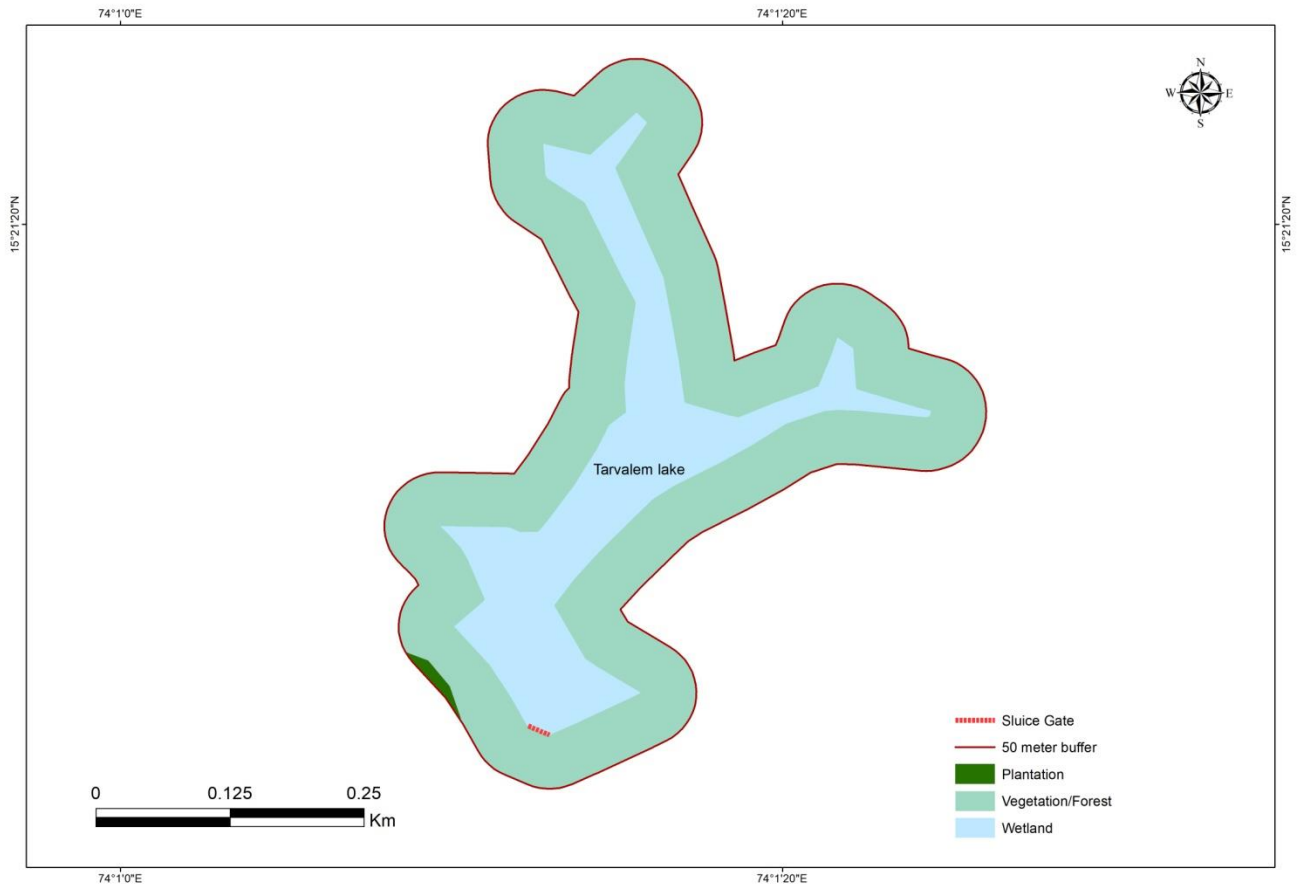 74°1'0"E
74°1'20"E
N
W
E
S
15°21'20"N
15°21'20"N
Tarvalem lake
Sluice Gate
50 meter buffer
Plantation
Vegetation/Forest
Wetland
0
0.125
0.25
Km
74°1'0"E
74°1'20"E